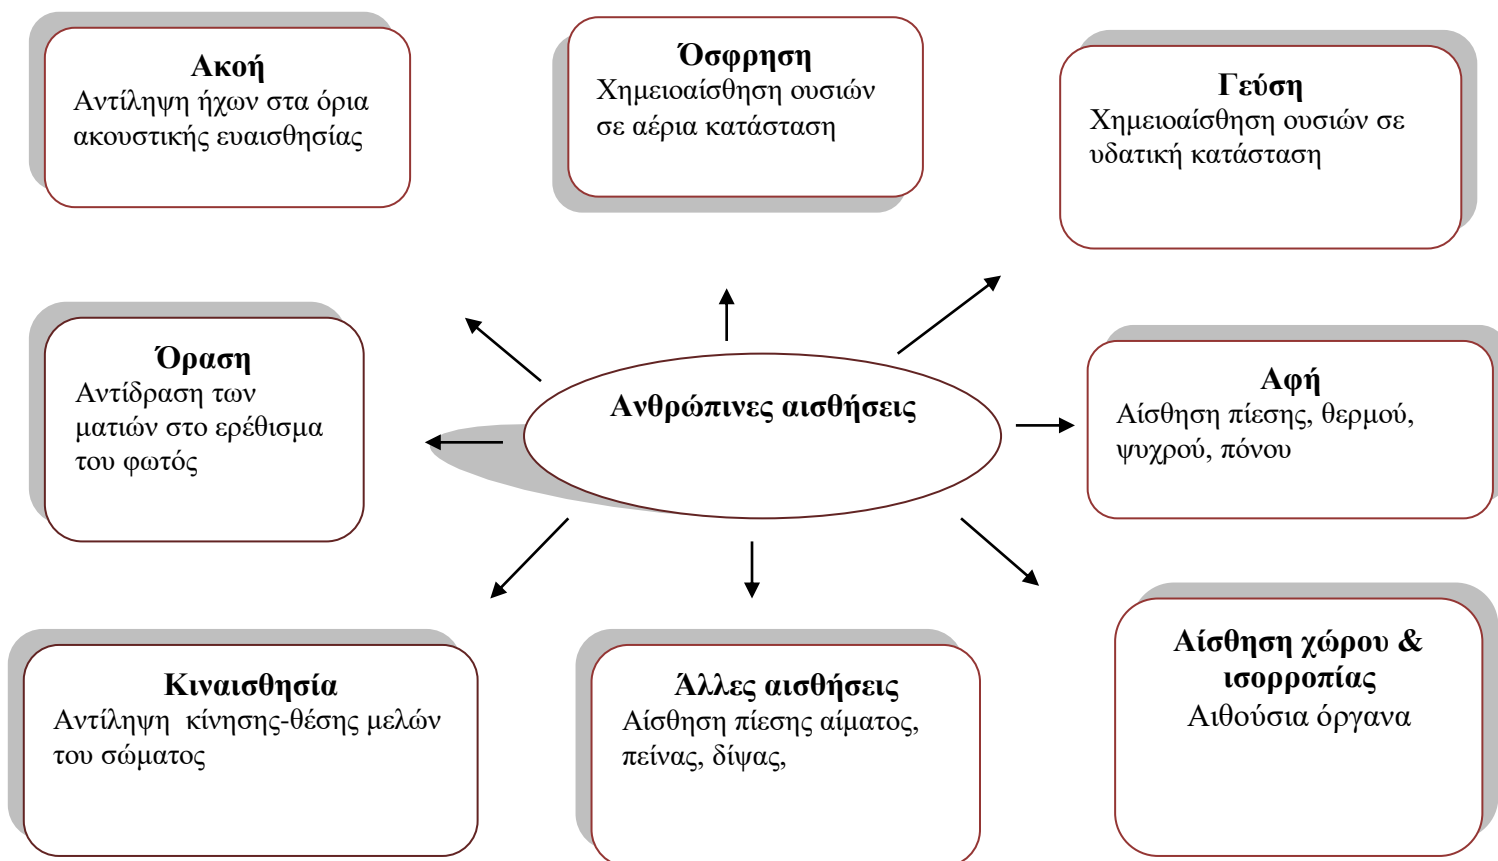 Ακοή
Αντίληψη ήχων στα όρια
ακουστικής ευαισθησίας
Όσφρηση
Χημειοαίσθηση ουσιών
σε αέρια κατάσταση
Γεύση
Χημειοαίσθηση ουσιών σε
υδατική κατάσταση
Όραση
Αντίδραση των
ματιών στο ερέθισμα
του φωτός
Ανθρώπινες αισθήσεις
Αφή
Αίσθηση πίεσης, θερμού,
ψυχρού, πόνου
Κιναισθησία
Αντίληψη κίνησης-θέσης μελών
του σώματος
Άλλες αισθήσεις
Αίσθηση πίεσης αίματος,
πείνας, δίψας,
Αίσθηση χώρου &
ισορροπίας
Αιθούσια όργανα